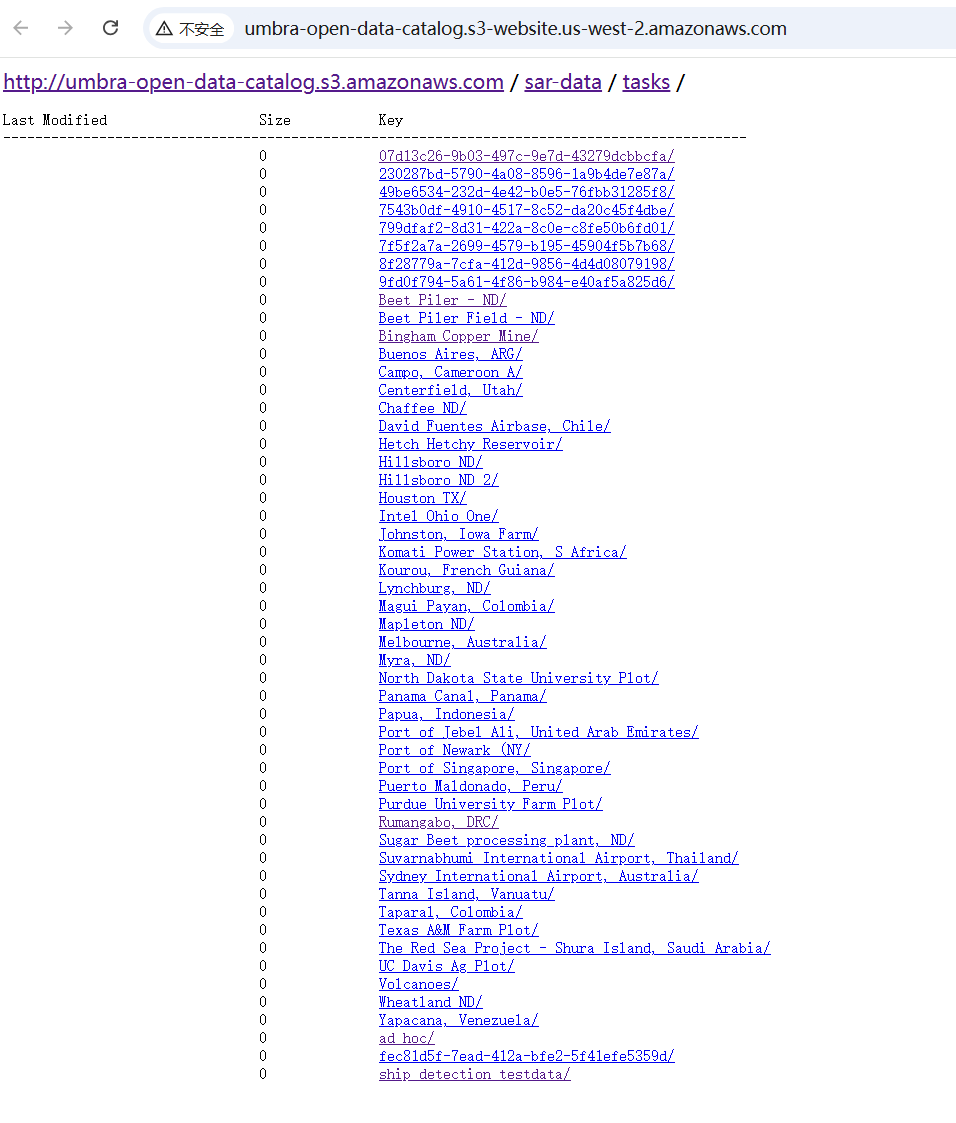 不安全 umbra-open-data-catalog.s3-website.us-west-2.amazonaws.com
http://umbra-open-data-catalog.s3.amazonaws.com / sar-data / tasks /
Last Modified Size Key
--------------------------------------------------------------------------------------------
0 07d13c26-9b03-497c-9e7d-43279dcbbcfa/
0 230287bd-5790-4a08-8596-1a9b4de7e87a/
0 49be6534-232d-4e42-b0e5-76fbb31285f8/
0 7543b0df-4910-4517-8c52-da20c45f4dbe/
0 799dfaf2-8d31-422a-8c0e-c8fe50b6fd01/
0 7f5f2a7a-2699-4579-b195-45904f5b7b68/
0 8f28779a-7cfa-412d-9856-4d4d08079198/
0 9fd0f794-5a61-4f86-b984-e40af5a825d6/
0 Beet Piler - ND/
0 Beet Piler Field - ND/
0 Bingham Copper Mine/
0 Buenos Aires, ARG/
0 Campo, Cameroon A/
0 Centerfield, Utah/
0 Chaffee ND/
0 David Fuentes Airbase, Chile/
0 Hetch Hetchy Reservoir/
0 Hillsboro ND/
0 Hillsboro ND 2/
0 Houston TX/
0 Intel Ohio One/
0 Johnston, Iowa Farm/
0 Komati Power Station, S Africa/
0 Kourou, French Guiana/
0 Lynchburg, ND/
0 Magui Payan, Colombia/
0 Mapleton ND/
0 Melbourne, Australia/
0 Myra, ND/
0 North Dakota State University Plot/
0 Panama Canal, Panama/
0 Papua, Indonesia/
0 Port of Jebel Ali, United Arab Emirates/
0 Port of Newark (NY/
0 Port of Singapore, Singapore/
0 Puerto Maldonado, Peru/
0 Purdue University Farm Plot/
0 Rumangabo, DRC/
0 Sugar Beet processing plant, ND/
0 Suvarnabhumi International Airport, Thailand/
0 Sydney International Airport, Australia/
0 Tanna Island, Vanuatu/
0 Taparal, Colombia/
0 Texas A&M Farm Plot/
0 The Red Sea Project - Shura Island, Saudi Arabia/
0 UC Davis Ag Plot/
0 Volcanoes/
0 Wheatland ND/
0 Yapacana, Venezuela/
0 ad hoc/
0 fec81d5f-7ead-412a-bfe2-5f41efe5359d/
0 ship_detection_testdata/